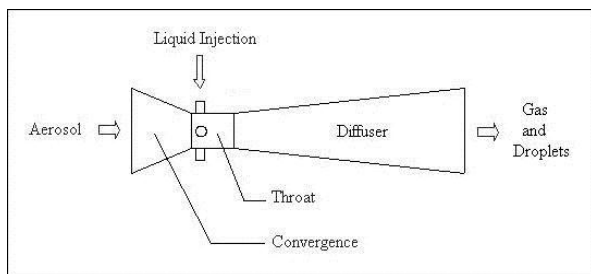 Liquid Injection
Aerosol
Diffuser
Gas
and
Droplets
Throat
Convergence